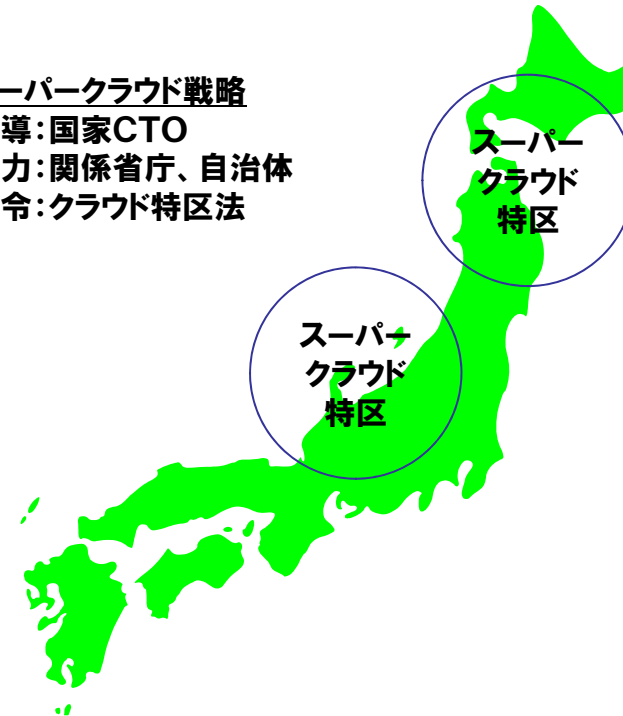 ーパークラウド戦略
導：国家CTO
力：関係省庁、自治体
令：クラウド特区法
スーパー
クラウド
特区
スーパー
クラウド
特区